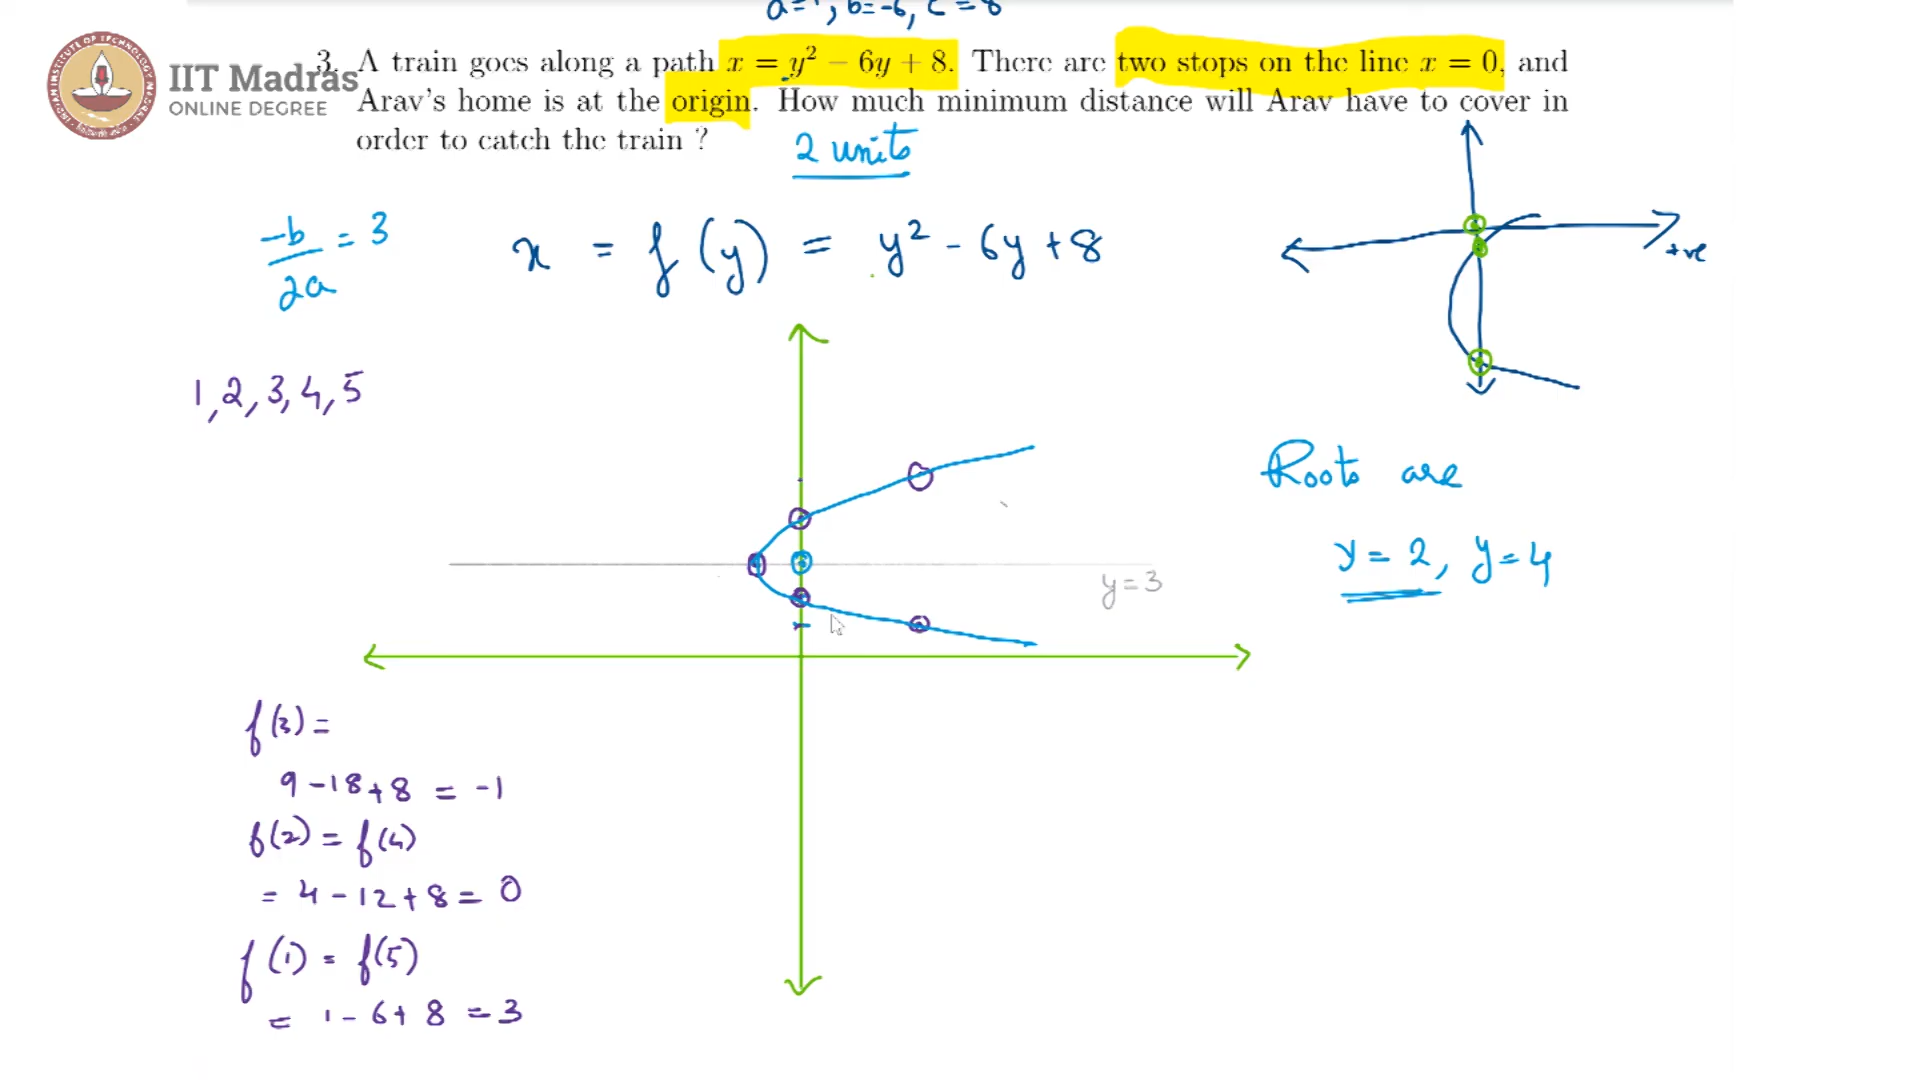 a=1, b=-6, c=8
IIT Madras
ONLINE DEGREE
3. A train goes along a path x = y² − 6y + 8. There are two stops on the line x = 0, and
Arav's home is at the origin. How much minimum distance will Arav have to cover in
order to catch the train ?
2 units
-b/2a = 3
x = f(y) = y² - 6y + 8
+ve
1, 2, 3, 4, 5
Roots are
y = 2, y = 4
y = 3
f(3) =
9 - 18 + 8 = -1
f(2) = f(4)
= 4 - 12 + 8 = 0
f(1) = f(5)
= 1 - 6 + 8 = 3